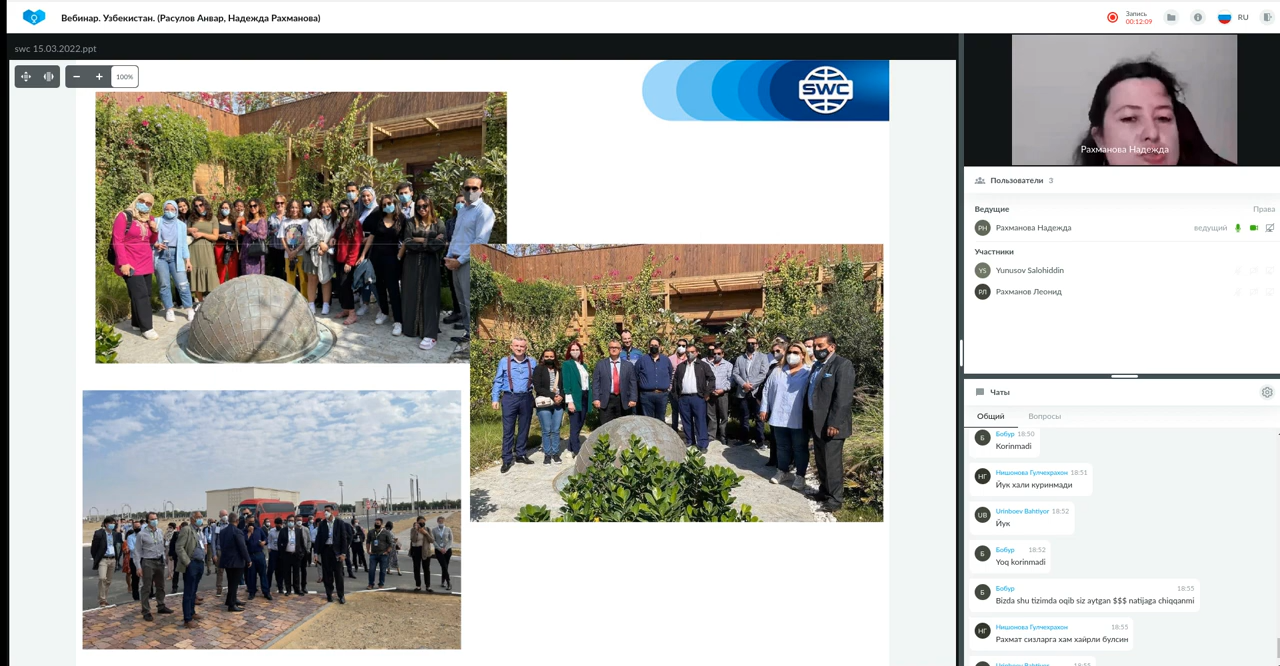 Вебинар. Узбекистан. (Расулов Анвар, Надежда Рахманова)
Запись
00:12:09
RU
swc 15.03.2022.ppt
100%
SWC
Рахманова Надежда
Пользователи 3
Ведущие
Права
РН
Рахманова Надежда
ведущий
Участники
YS
Yunusov Salohiddin
РЛ
Рахманов Леонид
Чаты
Общий
Вопросы
Б
Бобур 18:50
Korinmadi
НГ
Нишонова Гулчехрахон 18:51
Йук хали куринмади
UB
Urinboev Bahtiyor 18:52
Йук
Б
Бобур 18:52
Yoq korinmadi
Б
Бобур 18:55
Bizda shu tizimda oqib siz aytgan $$$ natijaga chiqqanmi
НГ
Нишонова Гулчехрахон 18:55
Рахмат сизларга хам хайрли булсин
Urinboev Bahtiyor 18:55